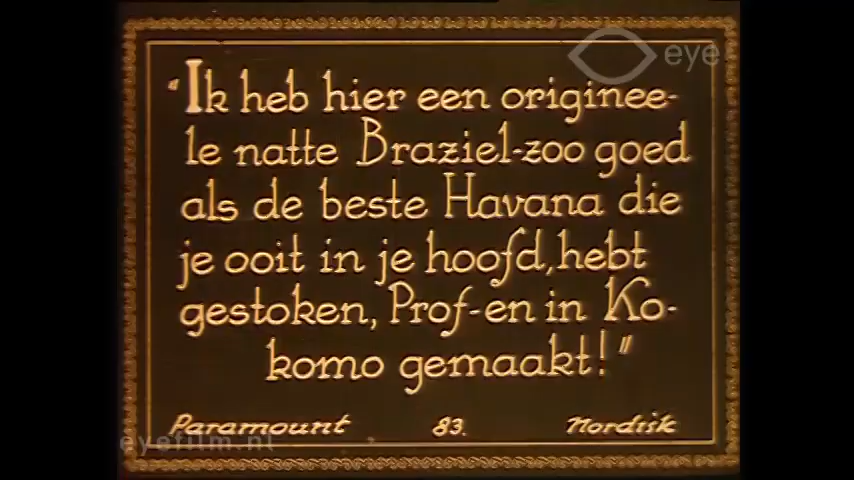 eye
"Ik heb hier een originee-
le natte Braziel-zoo goed
als de beste Havana die
je ooit in je hoofd, hebt
gestoken, Prof-en in Ko-
komo gemaakt!"
Paramount 83. Nordisk
eyefilm.nl